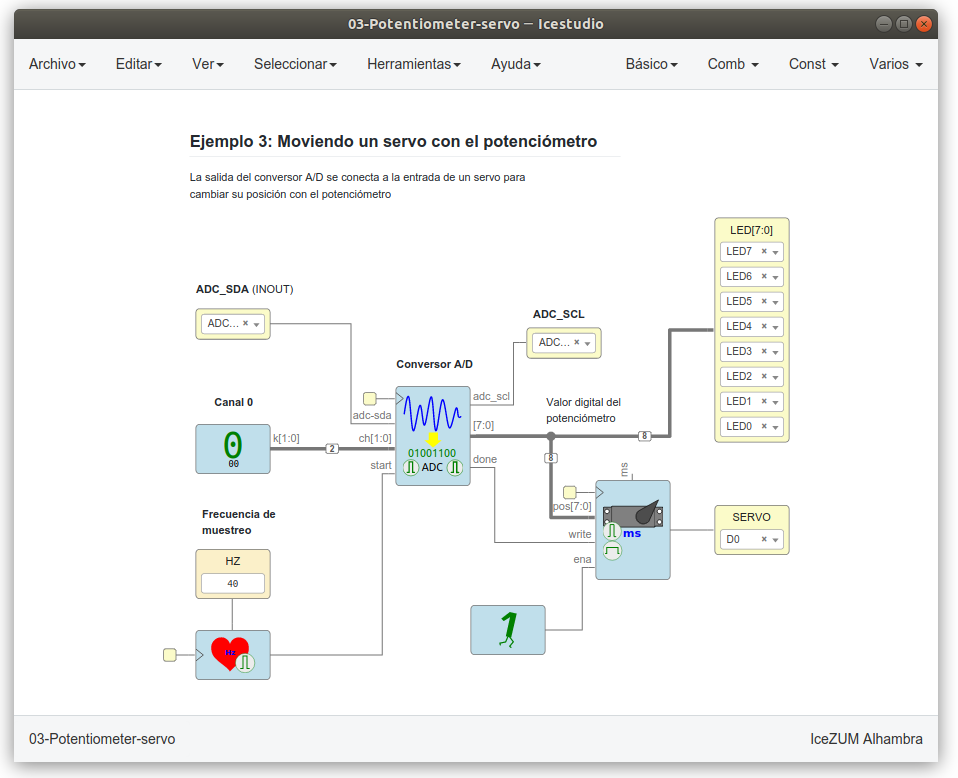 03-Potentiometer-servo – Icestudio
Archivo Editar Ver Seleccionar Herramientas Ayuda Básico Comb Const Varios
Ejemplo 3: Moviendo un servo con el potenciómetro
La salida del conversor A/D se conecta a la entrada de un servo para
cambiar su posición con el potenciómetro
LED[7:0]
LED7 ×
LED6 ×
LED5 ×
LED4 ×
LED3 ×
LED2 ×
LED1 ×
LED0 ×
ADC_SDA (INOUT)
ADC... ×
ADC_SCL
ADC... ×
Conversor A/D
adc-sda
ch[1:0]
start
adc_scl
[7:0]
done
01001100
ADC
Canal 0
0
00
k[1:0]
2
Valor digital del
potenciómetro
8
8
ms
pos[7:0]
write
ena
ms
SERVO
D0 ×
Frecuencia de
muestreo
HZ
40
Hz
1
03-Potentiometer-servo
IceZUM Alhambra